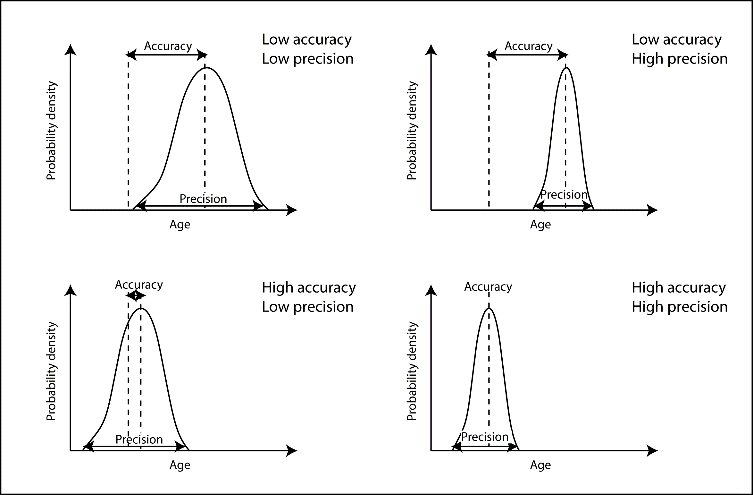 Low accuracy
Low precision
Accuracy
Probability density
Precision
Age
Low accuracy
High precision
Accuracy
Probability density
Precision
Age
High accuracy
Low precision
Accuracy
Probability density
Precision
Age
High accuracy
High precision
Accuracy
Probability density
Precision
Age